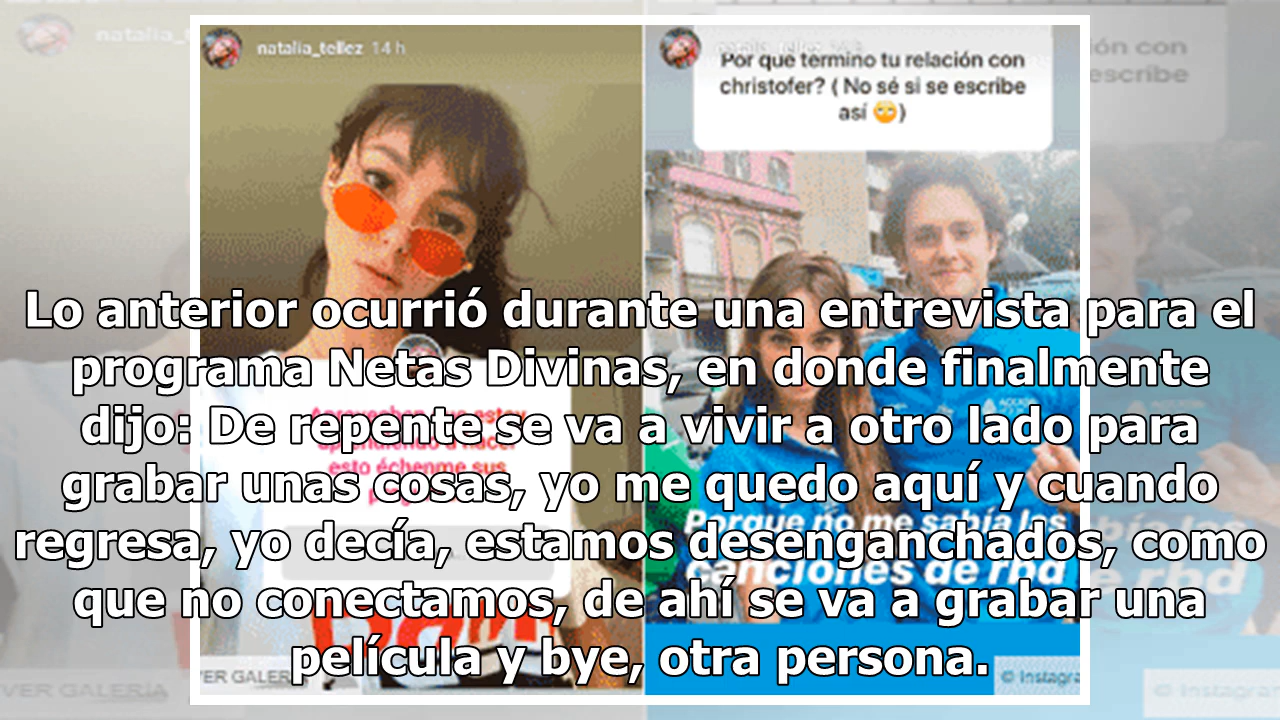 natalia_tellez 14 h
Por que termino tu relación con
christofer? ( No sé si se escribe
así 🙄)
Lo anterior ocurrió durante una entrevista para el
programa Netas Divinas, en donde finalmente
dijo: De repente se va a vivir a otro lado para
grabar unas cosas, yo me quedo aquí y cuando
regresa, yo decía, estamos desenganchados, como
que no conectamos, de ahí se va a grabar una
película y bye, otra persona.
esto échenme sus
Porque no me sabía las
canciones de rbd
VER GALERÍA
© Instagram